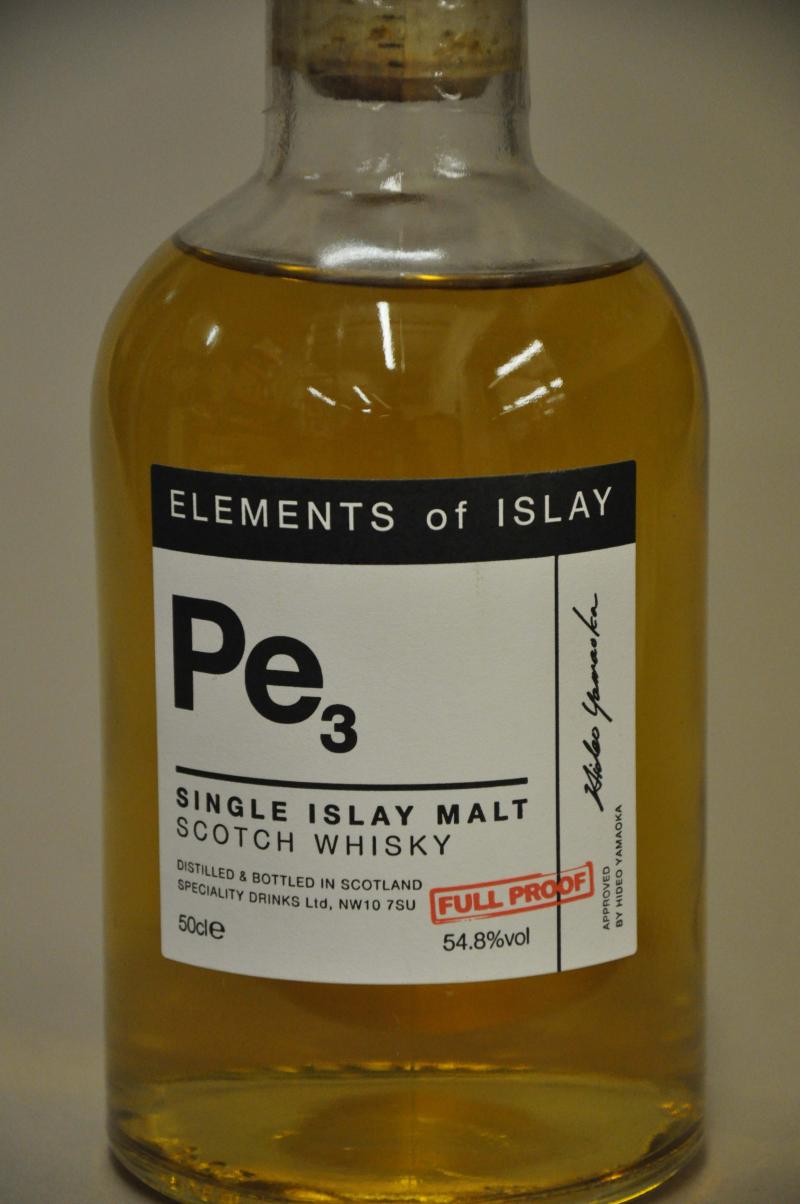 ELEMENTS of ISLAY
Pe3
SINGLE ISLAY MALT
SCOTCH WHISKY
DISTILLED & BOTTLED IN SCOTLAND
SPECIALITY DRINKS Ltd, NW10 7SU
50cle
FULL PROOF
54.8%vol
Hideo Yamaoka
APPROVED
BY HIDEO YAMAOKA